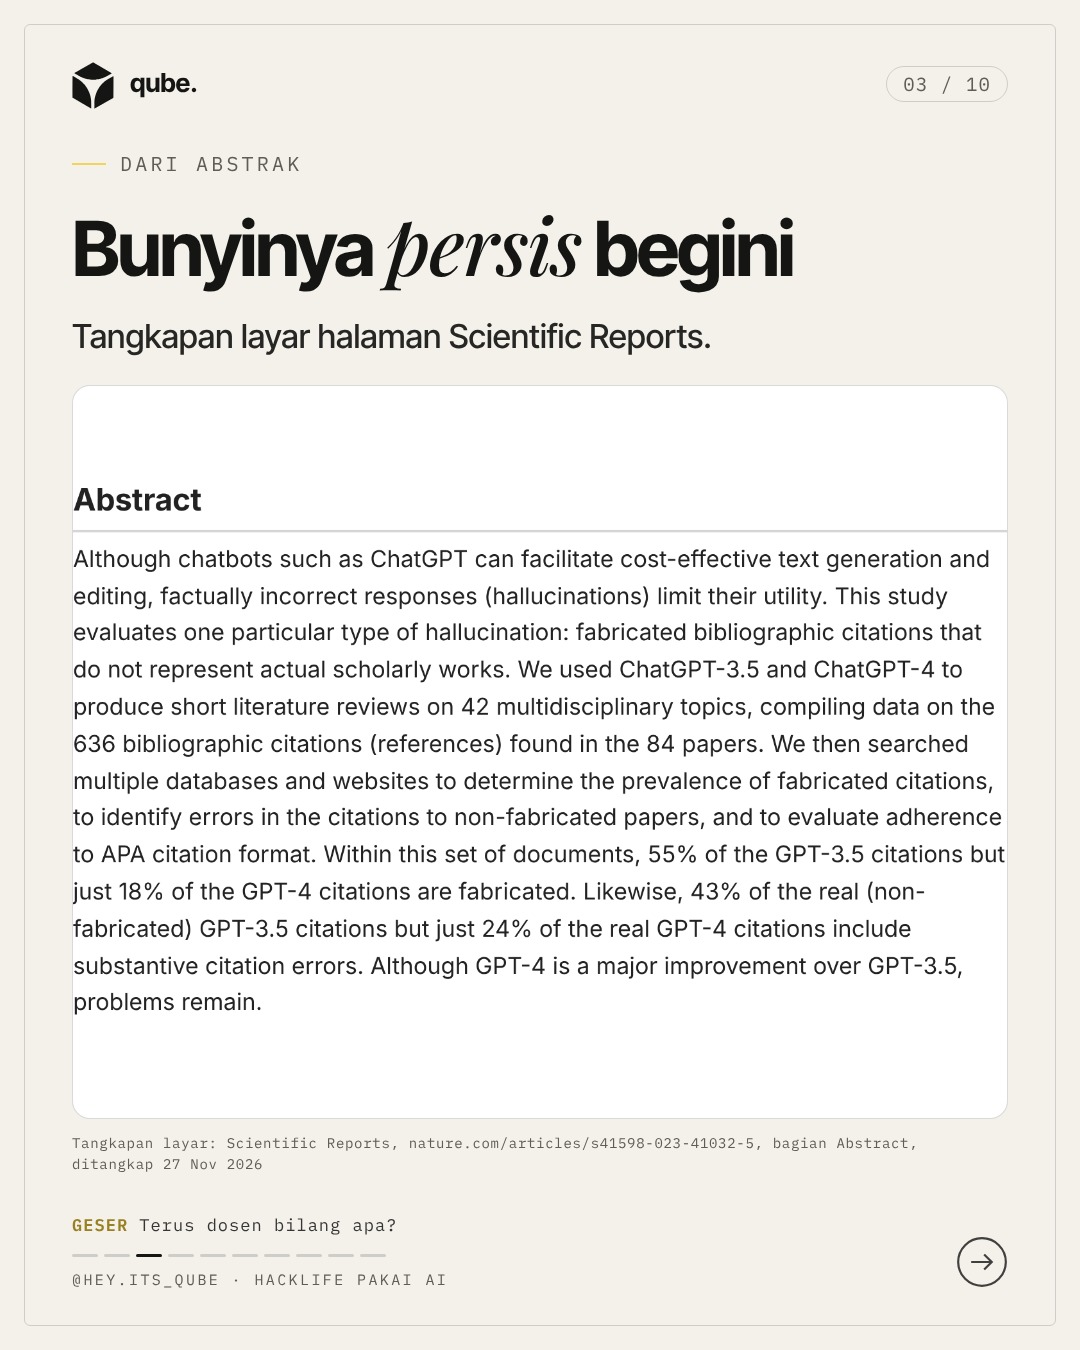 qube.
03 / 10
DARI ABSTRAK
Bunyinya persis begini
Tangkapan layar halaman Scientific Reports.
Abstract
Although chatbots such as ChatGPT can facilitate cost-effective text generation and
editing, factually incorrect responses (hallucinations) limit their utility. This study
evaluates one particular type of hallucination: fabricated bibliographic citations that
do not represent actual scholarly works. We used ChatGPT-3.5 and ChatGPT-4 to
produce short literature reviews on 42 multidisciplinary topics, compiling data on the
636 bibliographic citations (references) found in the 84 papers. We then searched
multiple databases and websites to determine the prevalence of fabricated citations,
to identify errors in the citations to non-fabricated papers, and to evaluate adherence
to APA citation format. Within this set of documents, 55% of the GPT-3.5 citations but
just 18% of the GPT-4 citations are fabricated. Likewise, 43% of the real (non-
fabricated) GPT-3.5 citations but just 24% of the real GPT-4 citations include
substantive citation errors. Although GPT-4 is a major improvement over GPT-3.5,
problems remain.
Tangkapan layar: Scientific Reports, nature.com/articles/s41598-023-41032-5, bagian Abstract,
ditangkap 27 Nov 2026
GESER Terus dosen bilang apa?
@HEY.ITS_QUBE · HACKLIFE PAKAI AI